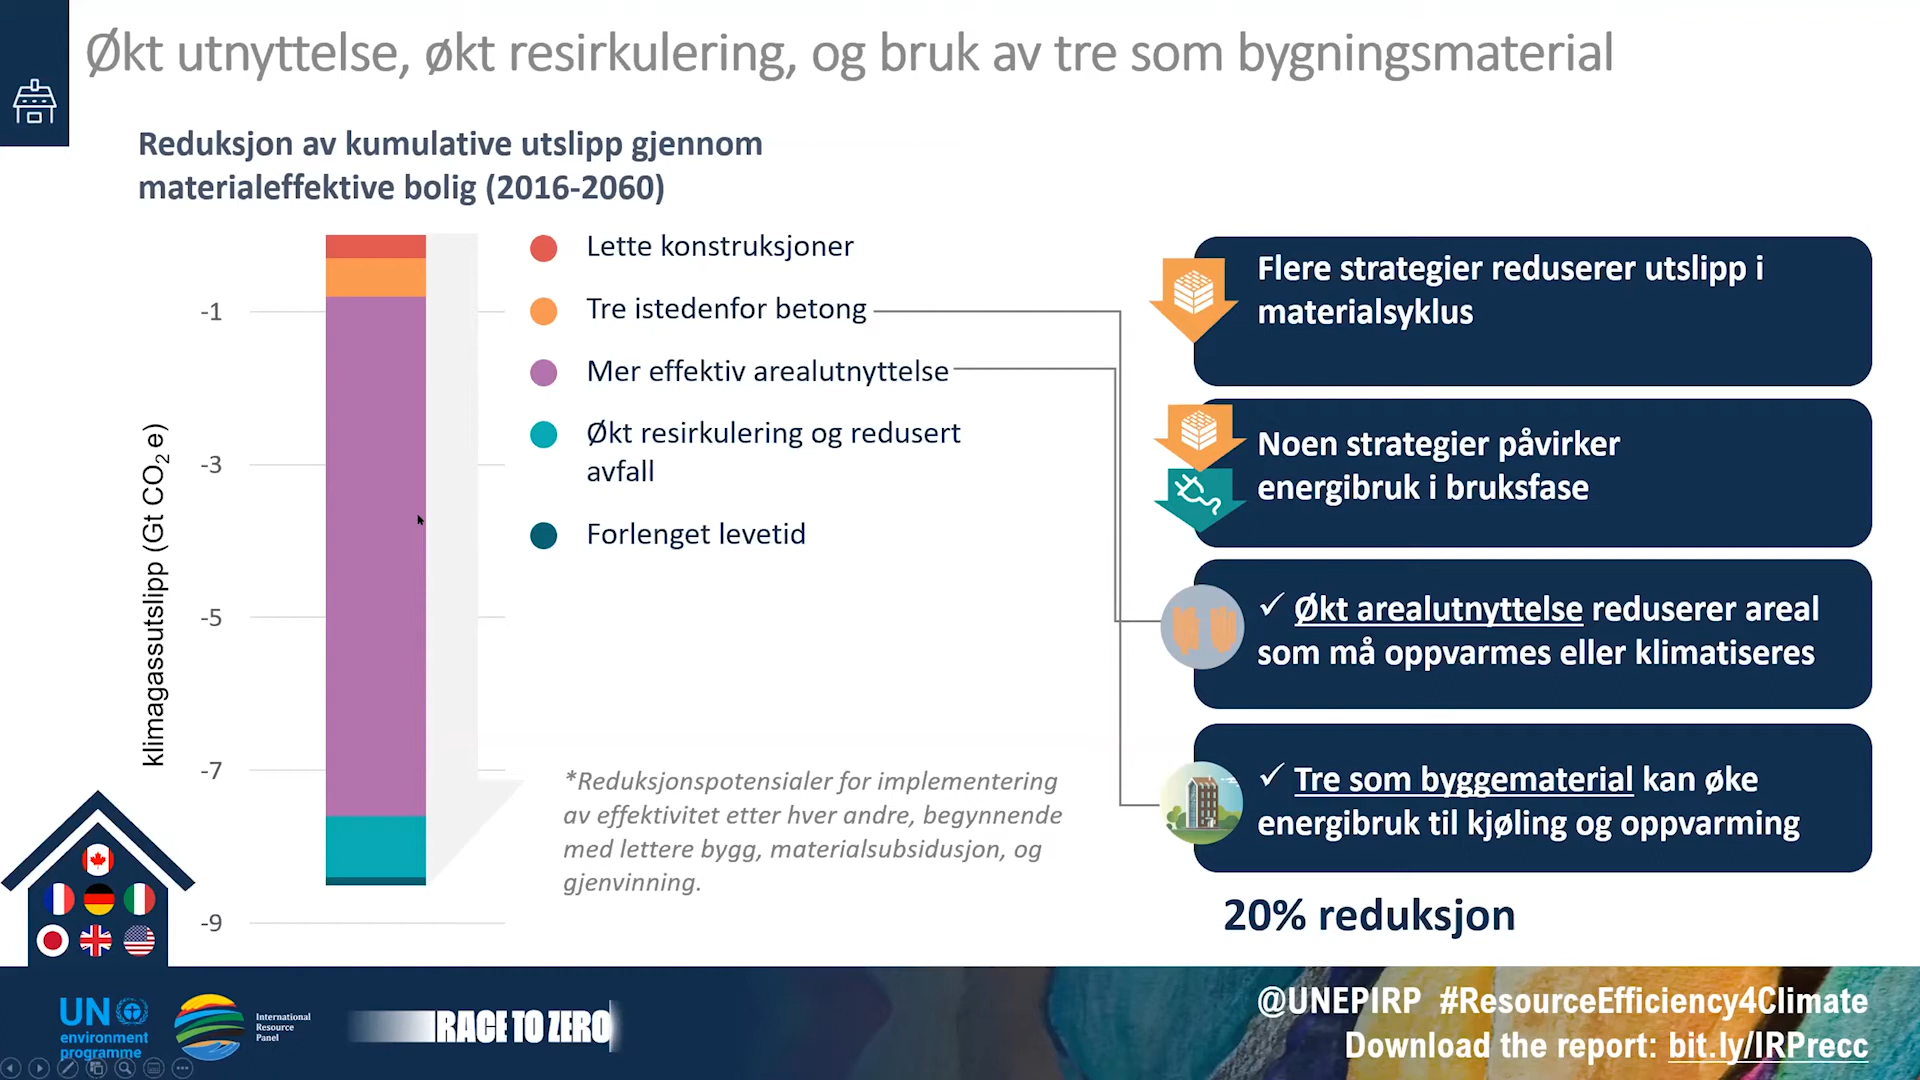 Økt utnyttelse, økt resirkulering, og bruk av tre som bygningsmaterial
Reduksjon av kumulative utslipp gjennom
materialeffektive bolig (2016-2060)
klimagassutslipp (Gt CO₂ e)
-1
-3
-5
-7
-9
Lette konstruksjoner
Tre istedenfor betong
Mer effektiv arealutnyttelse
Økt resirkulering og redusert
avfall
Forlenget levetid
*Reduksjonspotensialer for implementering
av effektivitet etter hver andre, begynnende
med lettere bygg, materialsubsidusjon, og
gjenvinning.
Flere strategier reduserer utslipp i
materialsyklus
Noen strategier påvirker
energibruk i bruksfase
✓ Økt arealutnyttelse reduserer areal
som må oppvarmes eller klimatiseres
✓ Tre som byggematerial kan øke
energibruk til kjøling og oppvarming
20% reduksjon
UN
environment
programme
International
Resource
Panel
RACE TO ZERO
@UNEPIRP #ResourceEfficiency4Climate
Download the report: bit.ly/IRPrecc